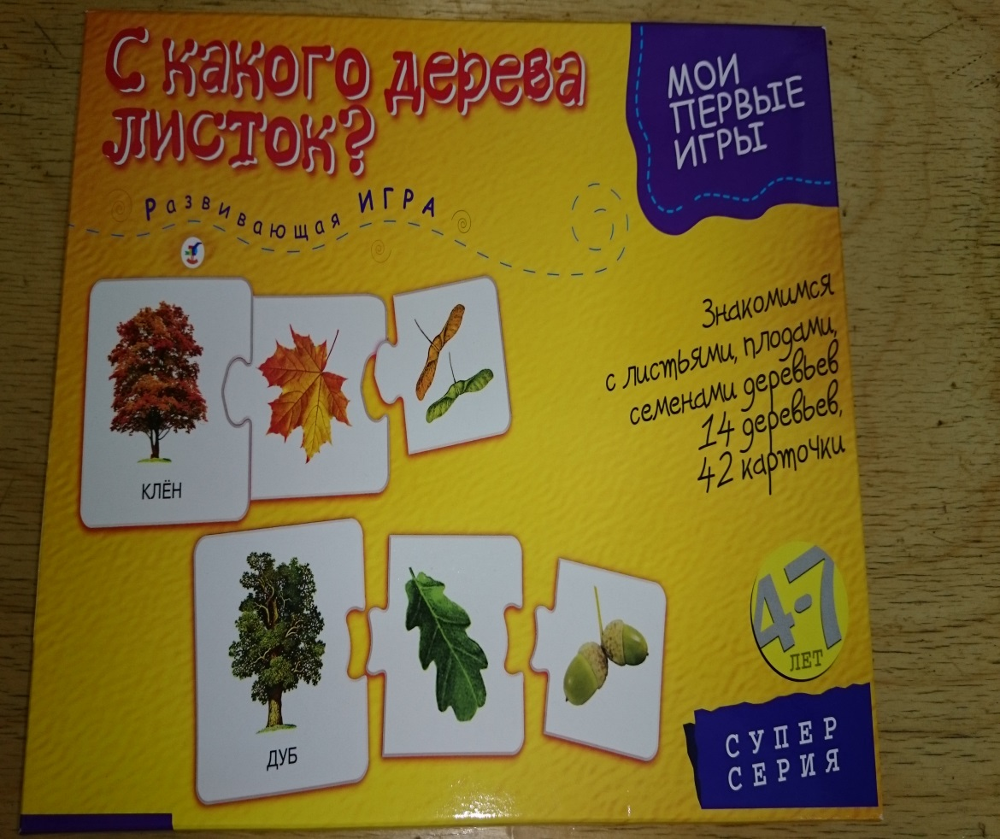 С какого дерева
листок?
Развивающая ИГРА
МОИ
ПЕРВЫЕ
ИГРЫ
Знакомимся
с листьями, плодами,
семенами деревьев
14 деревьев,
42 карточки
КЛЁН
ДУБ
4-7
ЛЕТ
СУПЕР
СЕРИЯ